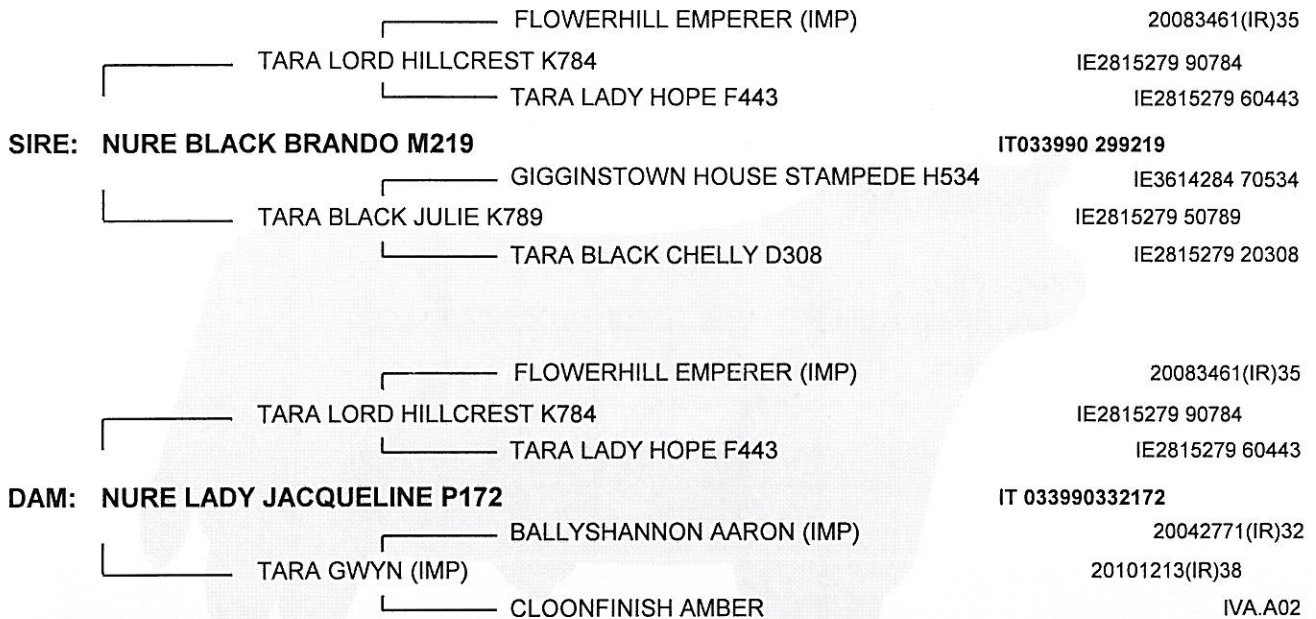 FLOWERHILL EMPERER (IMP) 20083461(IR)35
TARA LORD HILLCREST K784 IE2815279 90784
TARA LADY HOPE F443 IE2815279 60443
SIRE: NURE BLACK BRANDO M219 IT033990 299219
GIGGINSTOWN HOUSE STAMPEDE H534 IE3614284 70534
TARA BLACK JULIE K789 IE2815279 50789
TARA BLACK CHELLY D308 IE2815279 20308
FLOWERHILL EMPERER (IMP) 20083461(IR)35
TARA LORD HILLCREST K784 IE2815279 90784
TARA LADY HOPE F443 IE2815279 60443
DAM: NURE LADY JACQUELINE P172 IT 033990332172
BALLYSHANNON AARON (IMP) 20042771(IR)32
TARA GWYN (IMP) 20101213(IR)38
CLOONFINISH AMBER IVA.A02